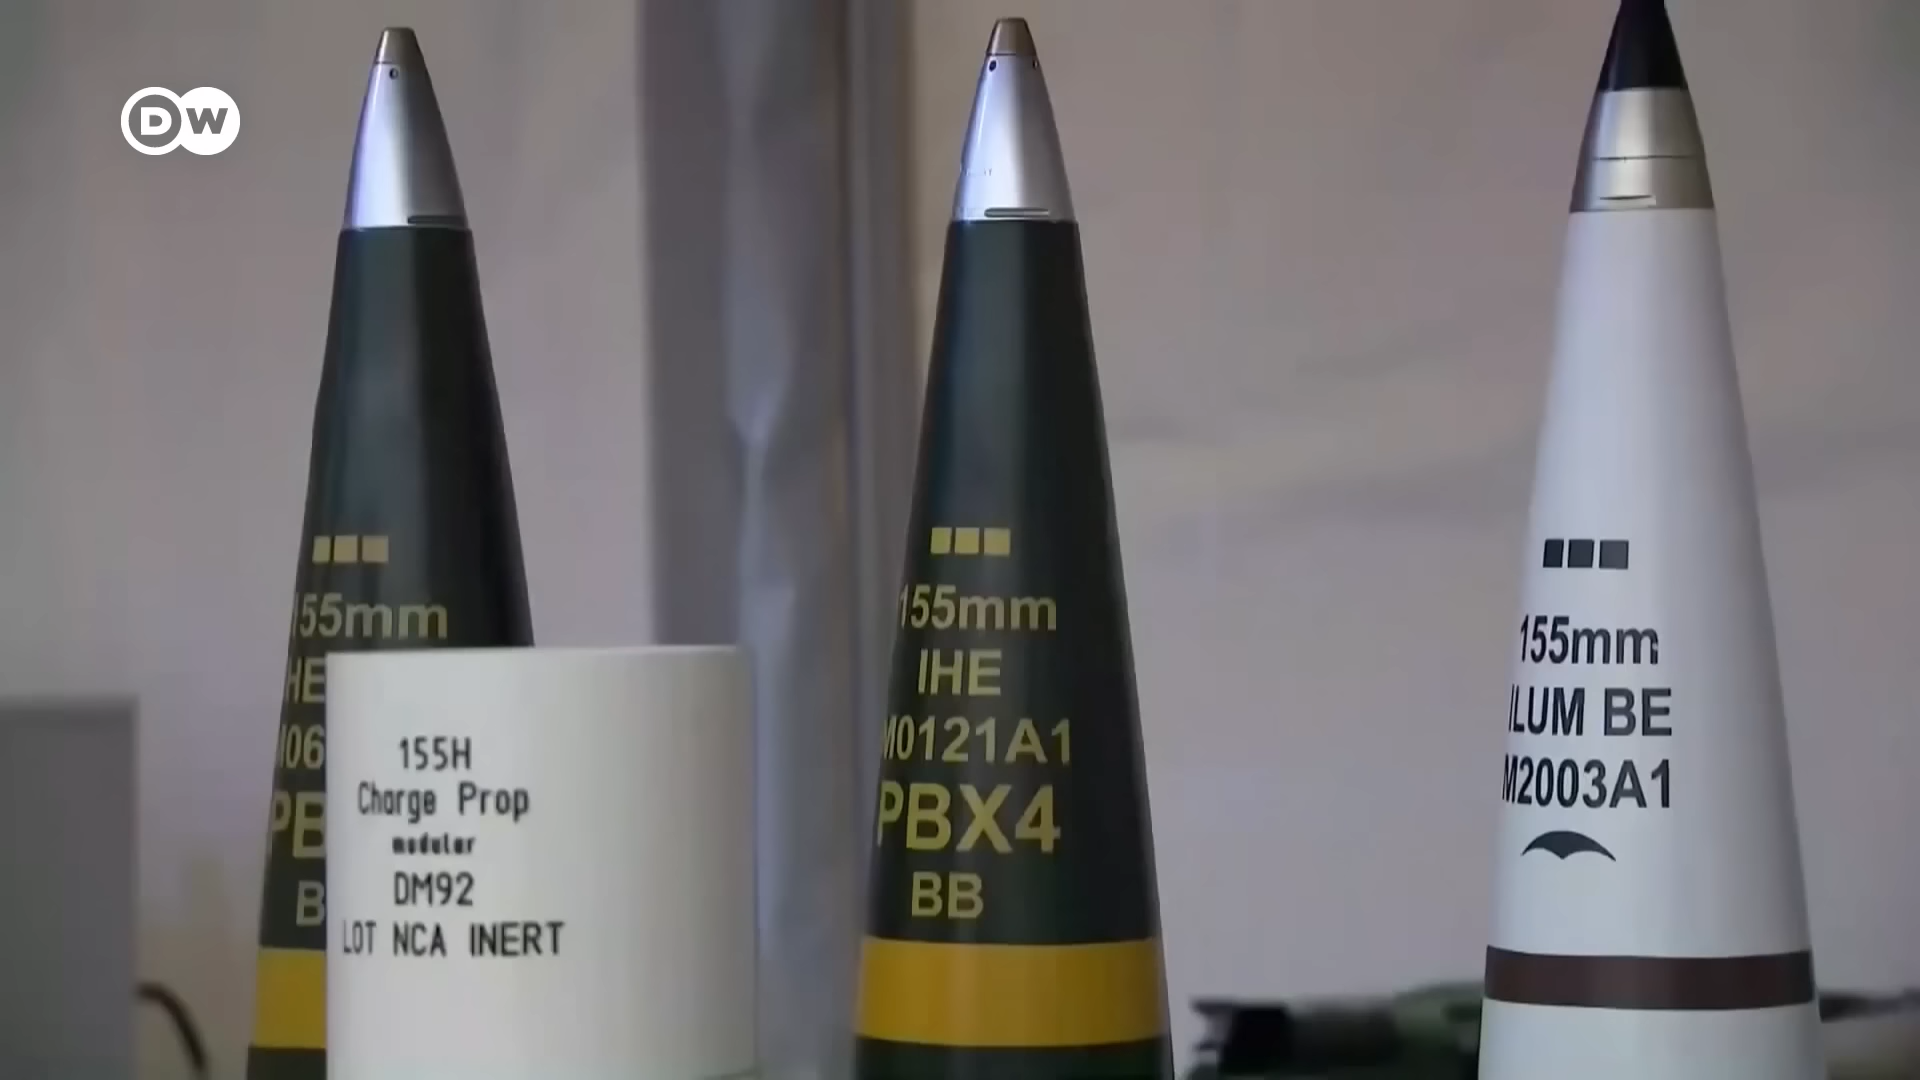 DW
155mm
HE
155H
Charge Prop
modular
DM92
LOT NCA INERT
155mm
IHE
M0121A1
PBX4
BB
155mm
ILUM BE
M2003A1